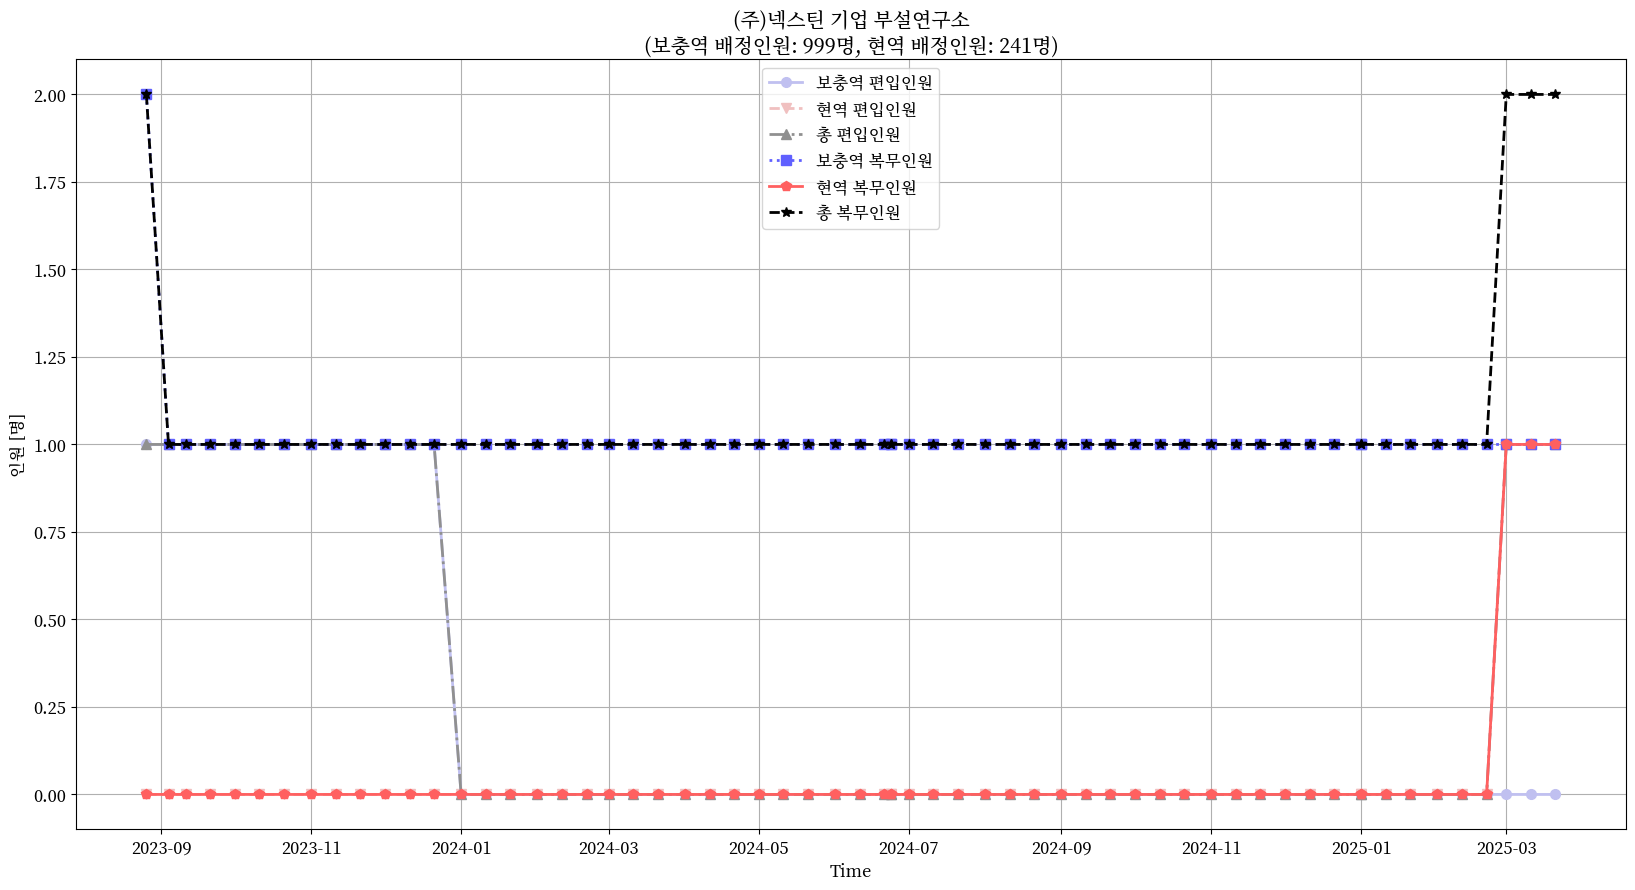 (주)넥스틴 기업 부설연구소
(보충역 배정인원: 999명, 현역 배정인원: 241명)
보충역 편입인원
현역 편입인원
총 편입인원
보충역 복무인원
현역 복무인원
총 복무인원
인원 [명]
2.00
1.75
1.50
1.25
1.00
0.75
0.50
0.25
0.00
2023-09
2023-11
2024-01
2024-03
2024-05
2024-07
2024-09
2024-11
2025-01
2025-03
Time